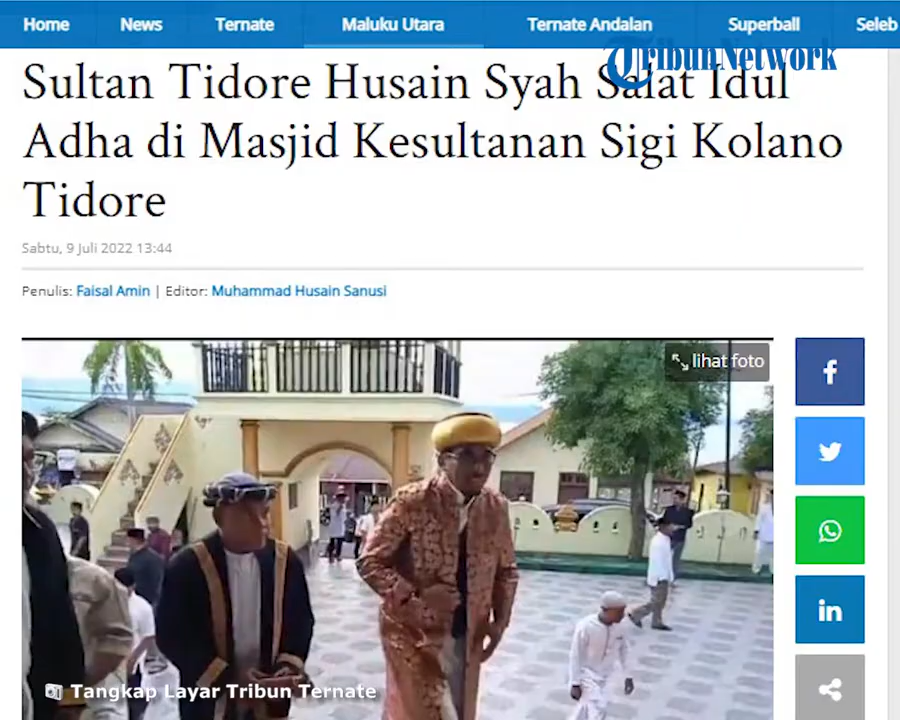 Home News Ternate Maluku Utara Ternate Andalan Superball Seleb
TribunNetwork
Sultan Tidore Husain Syah Salat Idul
Adha di Masjid Kesultanan Sigi Kolano
Tidore
Sabtu, 9 Juli 2022 13:44
Penulis: Faisal Amin | Editor: Muhammad Husain Sanusi
lihat foto
f
in
Tangkap Layar Tribun Ternate